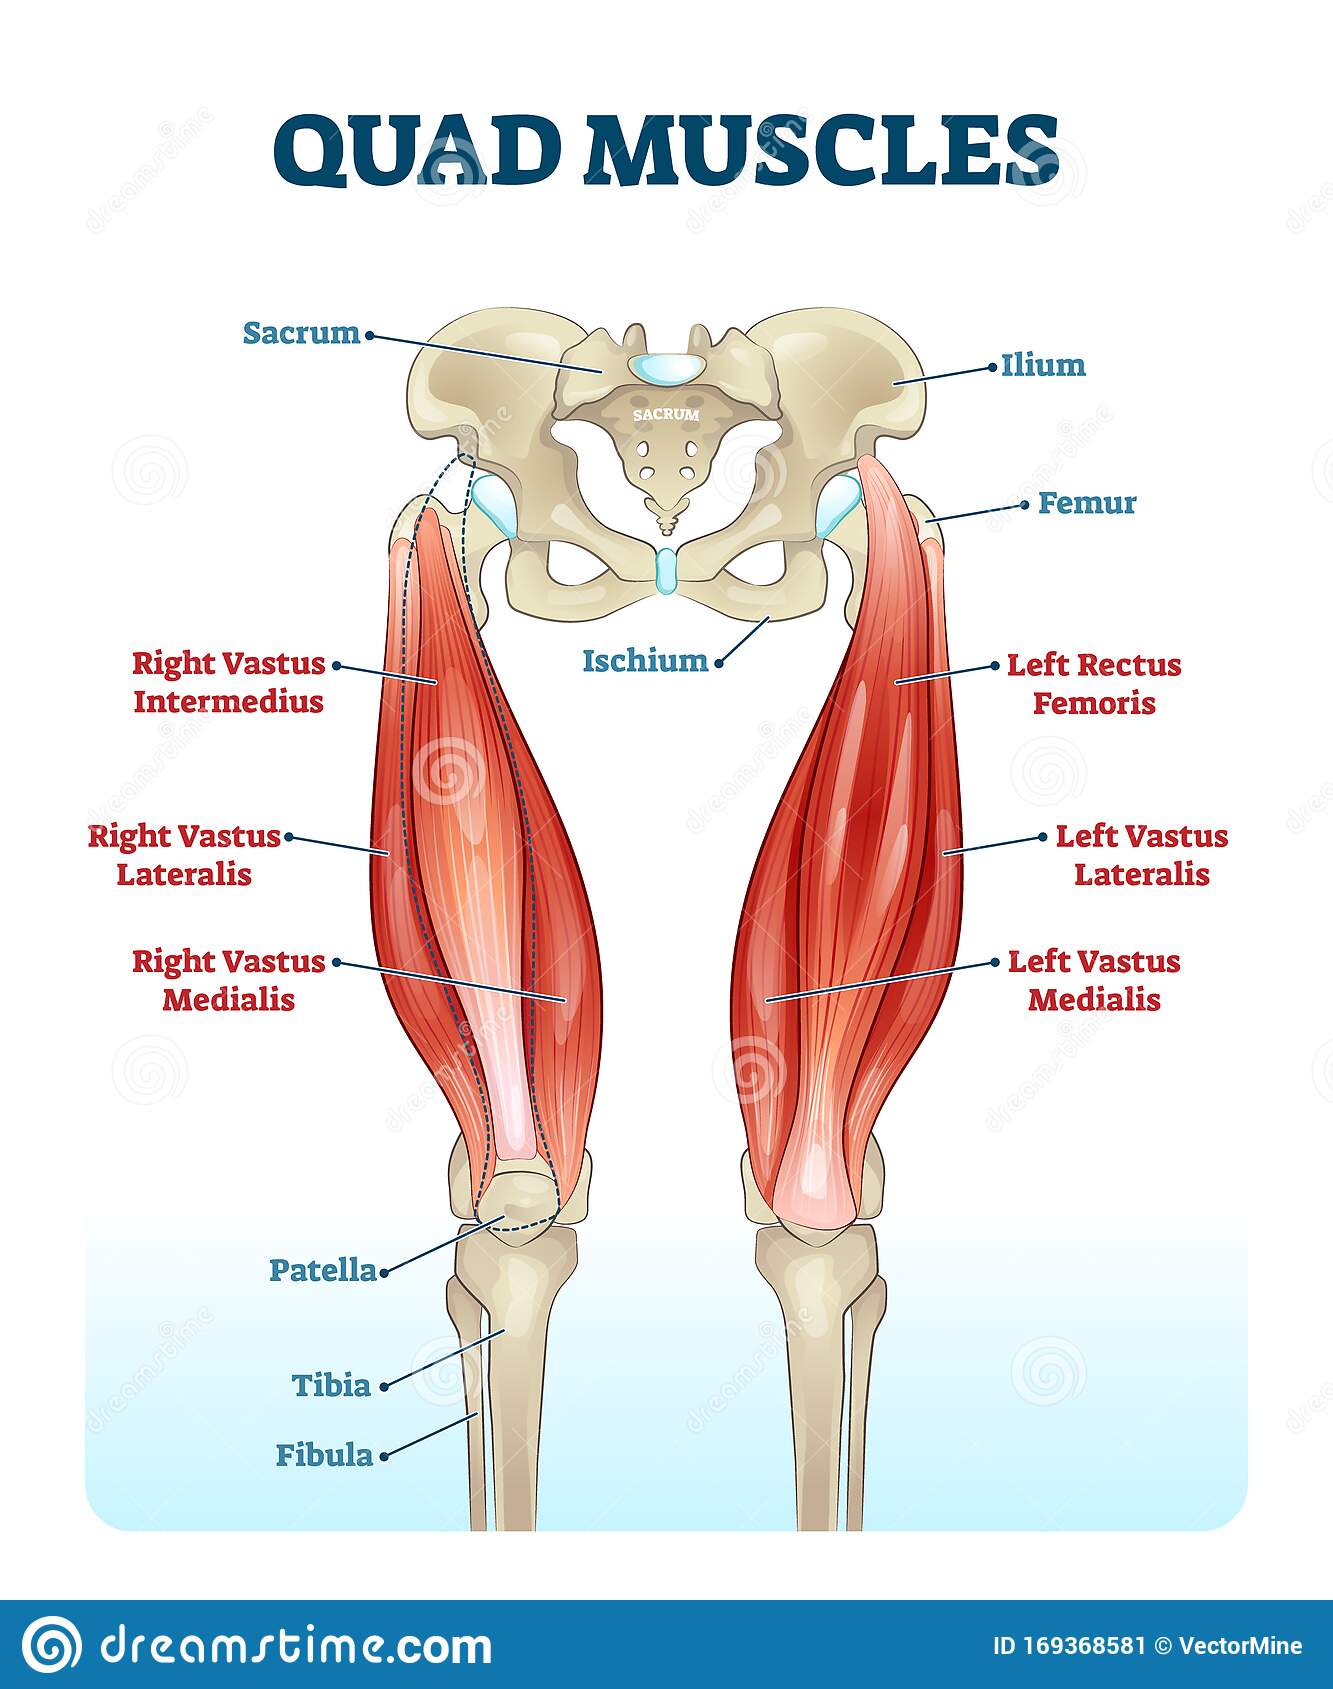 QUAD MUSCLES
Sacrum
Ilium
SACRUM
Femur
Ischium
Right Vastus
Intermedius
Left Rectus
Femoris
Right Vastus
Lateralis
Left Vastus
Lateralis
Right Vastus
Medialis
Left Vastus
Medialis
Patella
Tibia
Fibula
dreamstime
dreamstime.com
ID 169368581 © VectorMine